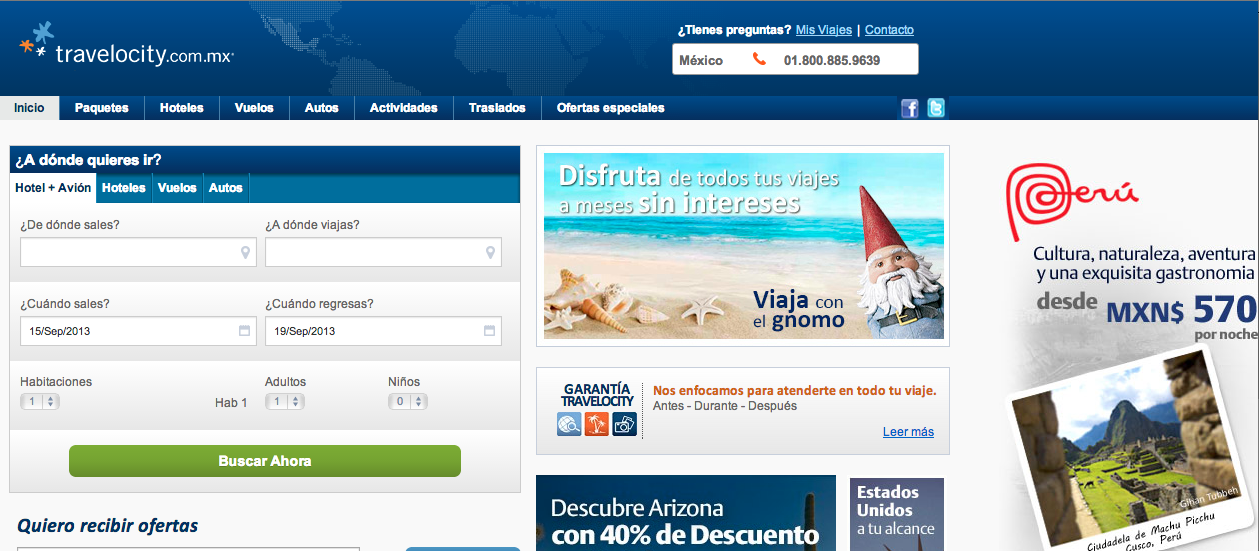 travelocity.com.mx
¿Tienes preguntas? Mis Viajes | Contacto
México 01.800.885.9639
Inicio Paquetes Hoteles Vuelos Autos Actividades Traslados Ofertas especiales
¿A dónde quieres ir?
Hotel + Avión Hoteles Vuelos Autos
¿De dónde sales? ¿A dónde viajas?
¿Cuándo sales? ¿Cuándo regresas?
15/Sep/2013 19/Sep/2013
Habitaciones Adultos Niños
1 Hab 1 1 0
Buscar Ahora
Quiero recibir ofertas
Disfruta de todos tus viajes
a meses sin intereses
Viaja con
el gnomo
GARANTÍA
TRAVELOCITY
Nos enfocamos para atenderte en todo tu viaje.
Antes - Durante - Después
Leer más
Descubre Arizona
con 40% de Descuento
Estados
Unidos
a tu alcance
Perú
Cultura, naturaleza, aventura
y una exquisita gastronomia
desde MXN$ 570
por noche
Gihan Tubbeh
Ciudadela de Machu Picchu
Cusco, Perú